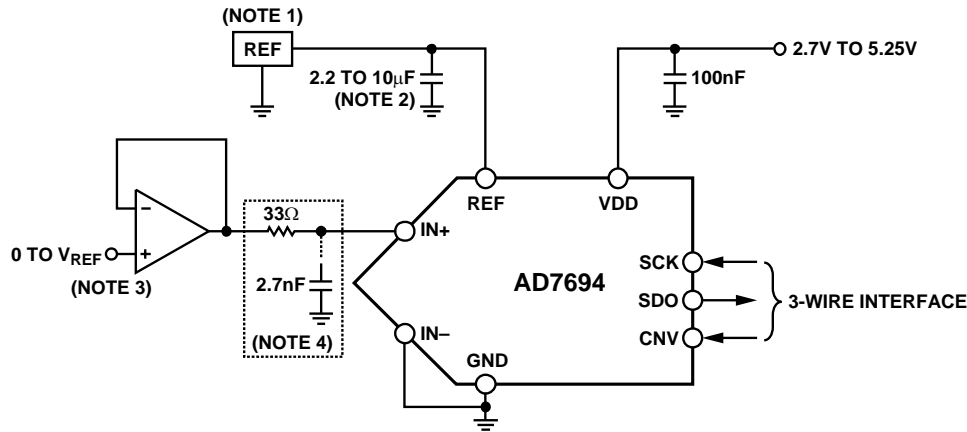 (NOTE 1)
REF
2.2 TO 10μF
(NOTE 2)
100nF
2.7V TO 5.25V
REF
VDD
33Ω
IN+
–
+
0 TO VREF
(NOTE 3)
2.7nF
(NOTE 4)
AD7694
SCK
SDO
CNV
3-WIRE INTERFACE
IN–
GND